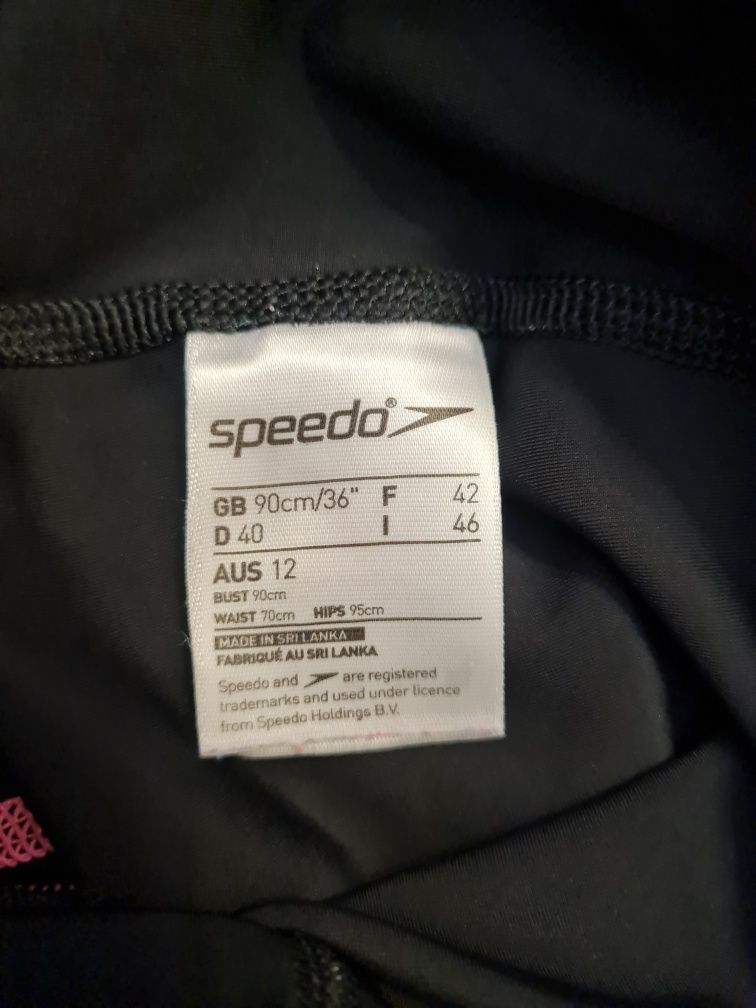 speedo®
GB 90cm/36" F 42
D 40 I 46
AUS 12
BUST 90cm
WAIST 70cm HIPS 95cm
MADE IN SRI LANKA
FABRIQUÉ AU SRI LANKA
Speedo and are registered
trademarks and used under licence
from Speedo Holdings B.V.